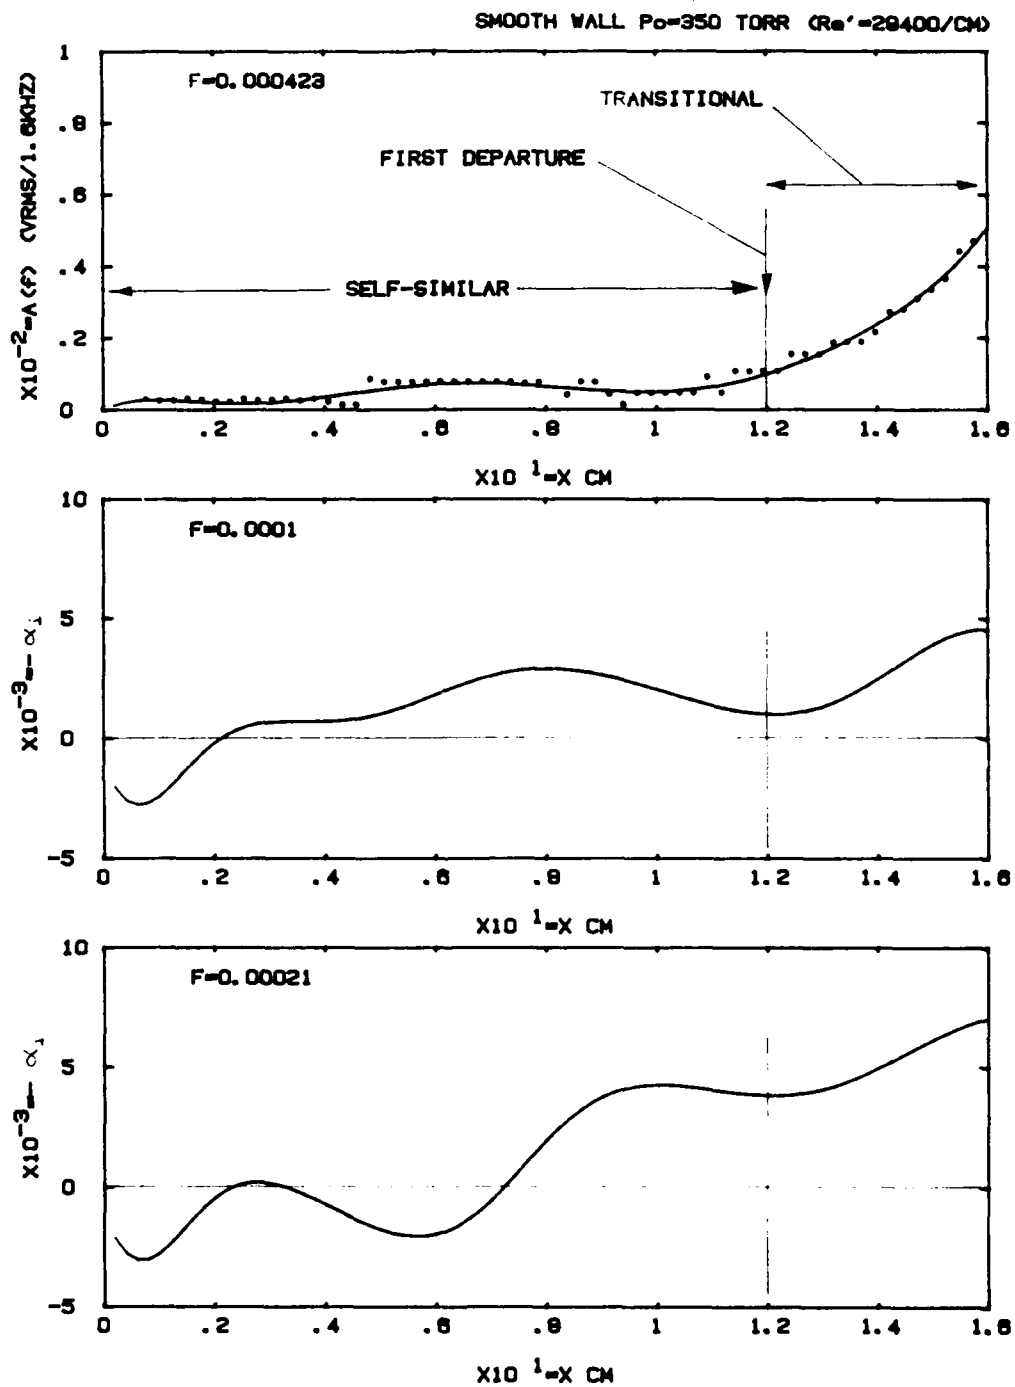 SMOOTH WALL Po=350 TORR (Re'=29400/CM)
X10⁻²=A(f) (VRMS/1.6KHZ)
F=0.000423
TRANSITIONAL
FIRST DEPARTURE
SELF-SIMILAR
1
.8
.6
.4
.2
0
0 .2 .4 .6 .8 1 1.2 1.4 1.6
X10 ¹=X CM
X10⁻³=-αᵢ
F=0.0001
10
5
0
-5
0 .2 .4 .6 .8 1 1.2 1.4 1.6
X10 ¹=X CM
X10⁻³=-αᵢ
F=0.00021
10
5
0
-5
0 .2 .4 .6 .8 1 1.2 1.4 1.6
X10 ¹=X CM